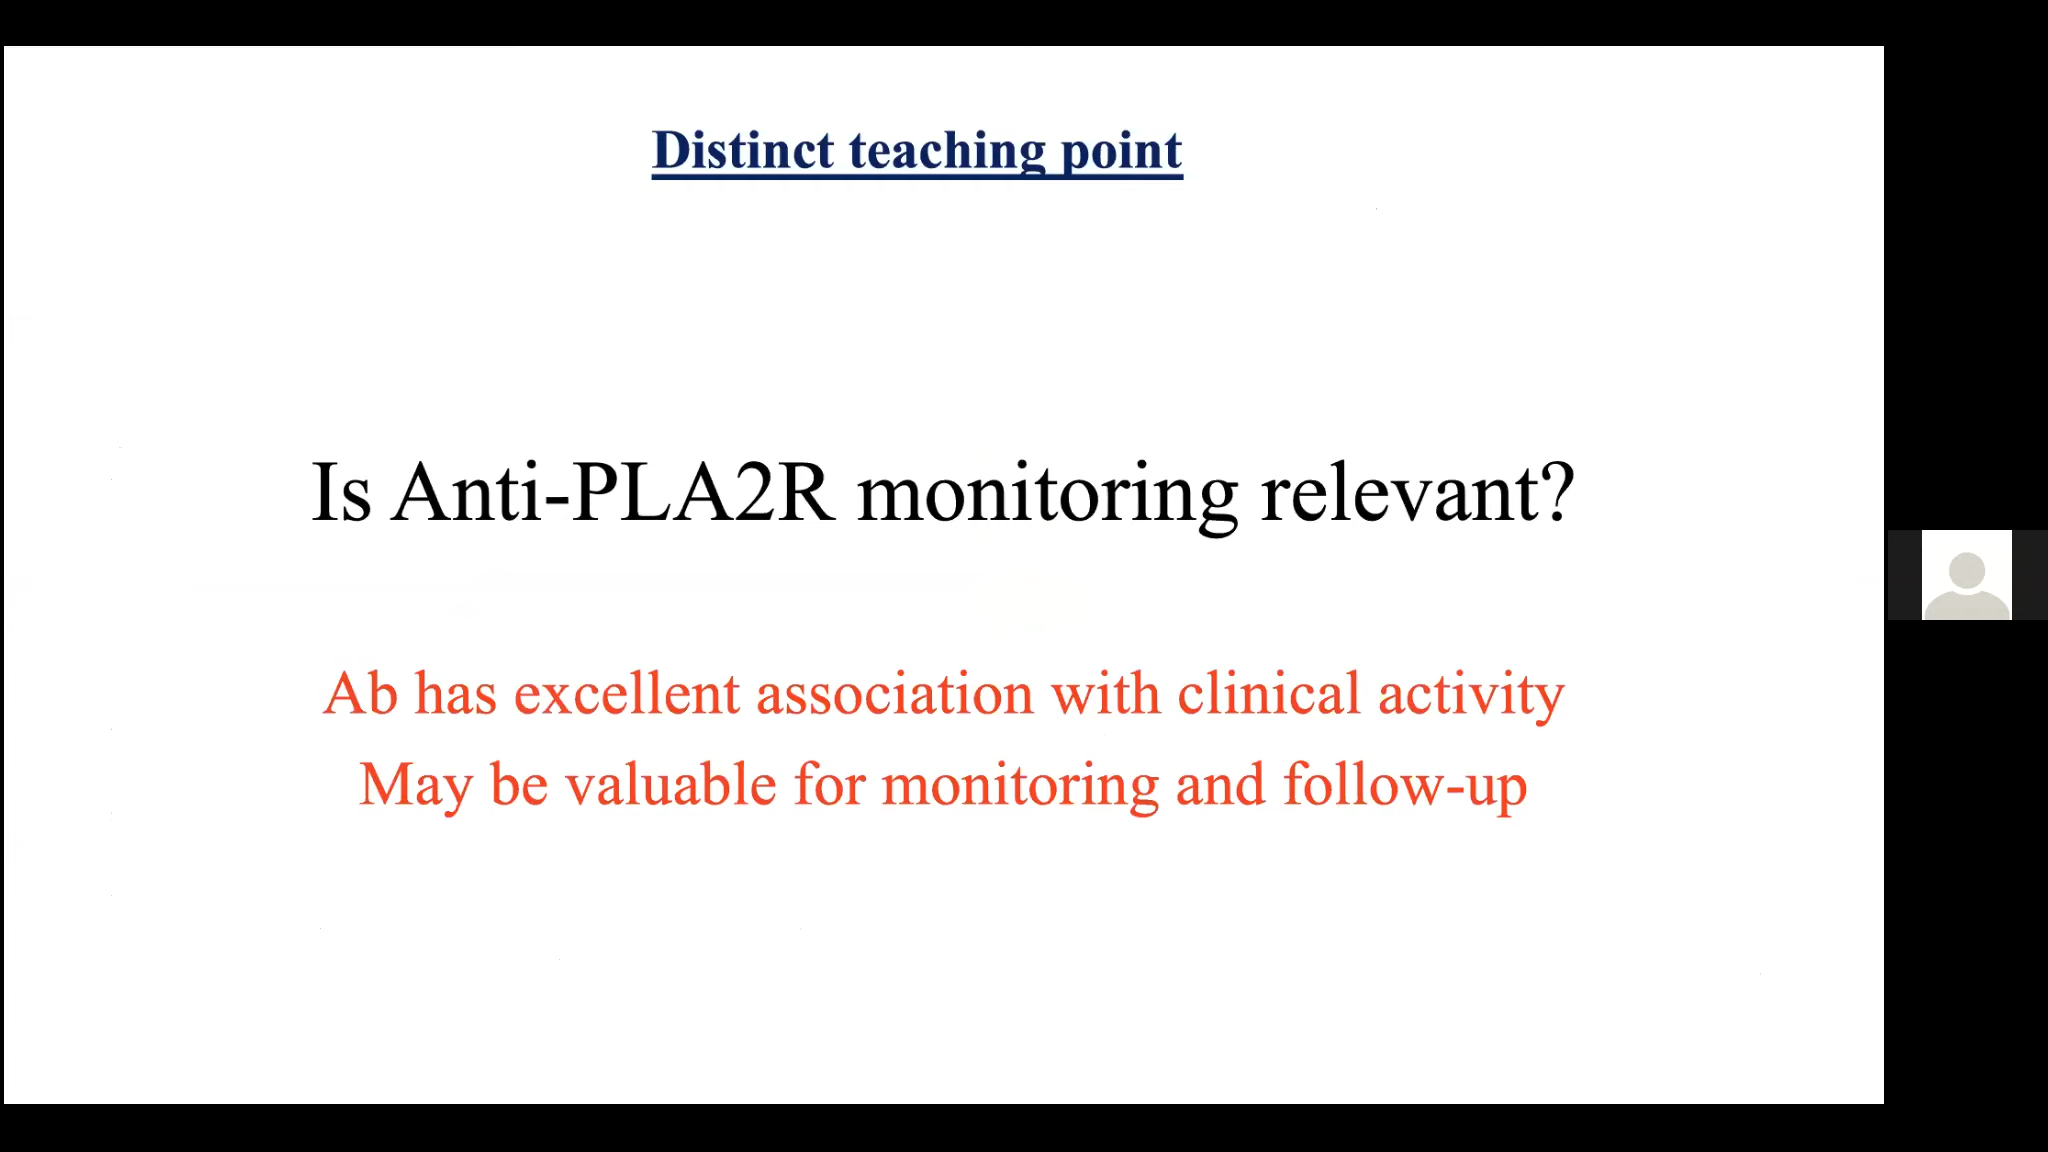 Distinct teaching point
Is Anti-PLA2R monitoring relevant?
Ab has excellent association with clinical activity
May be valuable for monitoring and follow-up